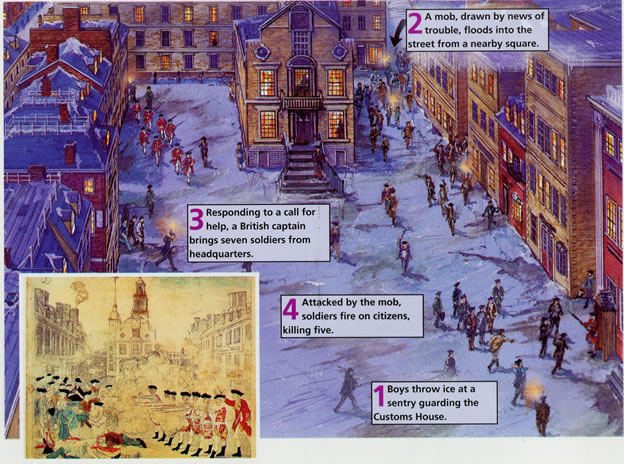 2 A mob, drawn by news of
trouble, floods into the
street from a nearby square.
3 Responding to a call for
help, a British captain
brings seven soldiers from
headquarters.
4 Attacked by the mob,
soldiers fire on citizens,
killing five.
1 Boys throw ice at a
sentry guarding the
Customs House.